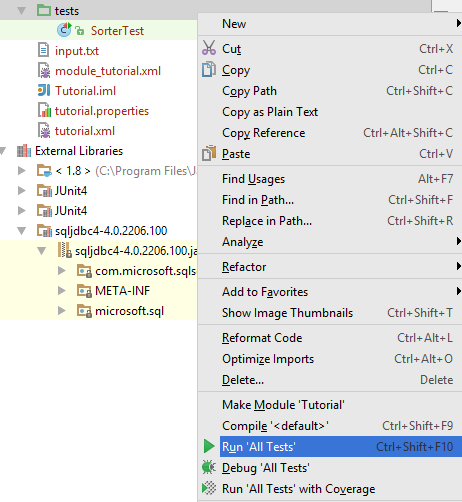 tests
SorterTest
input.txt
module_tutorial.xml
Tutorial.iml
tutorial.properties
tutorial.xml
External Libraries
< 1.8 > (C:\Program Files\J
JUnit4
JUnit4
sqljdbc4-4.0.2206.100
sqljdbc4-4.0.2206.100.ja
com.microsoft.sqls
META-INF
microsoft.sql
New
Cut Ctrl+X
Copy Ctrl+C
Copy Path Ctrl+Shift+C
Copy as Plain Text
Copy Reference Ctrl+Alt+Shift+C
Paste Ctrl+V
Find Usages Alt+F7
Find in Path... Ctrl+Shift+F
Replace in Path... Ctrl+Shift+R
Analyze
Refactor
Add to Favorites
Show Image Thumbnails Ctrl+Shift+T
Reformat Code Ctrl+Alt+L
Optimize Imports Ctrl+Alt+O
Delete... Delete
Make Module 'Tutorial'
Compile '<default>' Ctrl+Shift+F9
Run 'All Tests' Ctrl+Shift+F10
Debug 'All Tests'
Run 'All Tests' with Coverage